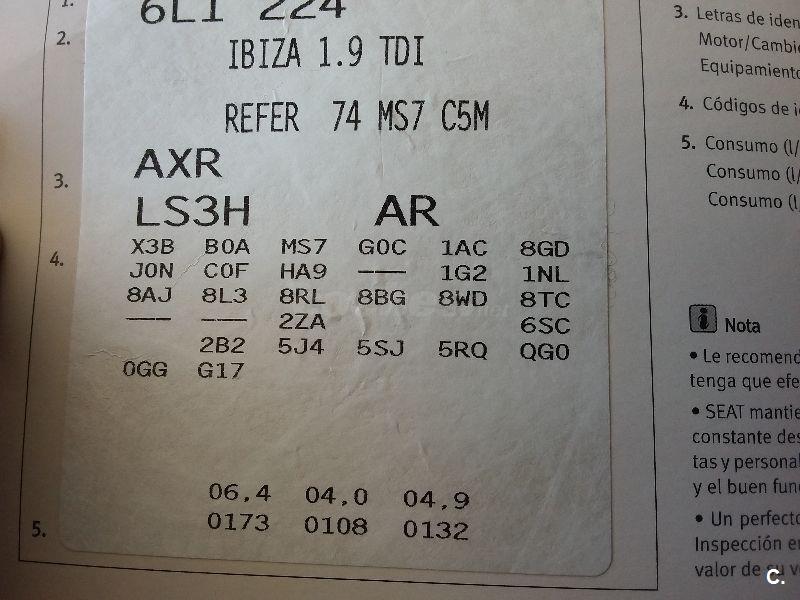 1.
6L1 224
2.
IBIZA 1.9 TDI
REFER 74 MS7 C5M
3.
AXR
LS3H AR
4.
X3B B0A MS7 G0C 1AC 8GD
J0N C0F HA9 --- 1G2 1NL
8AJ 8L3 8RL 8BG 8WD 8TC
--- --- 2ZA 6SC
2B2 5J4 5SJ 5RQ QG0
0GG G17
06,4 04,0 04,9
5.
0173 0108 0132
3. Letras de iden
Motor/Cambi
Equipamiento
4. Códigos de i
5. Consumo (l/
Consumo (l/
Consumo (l
i Nota
• Le recomend
tenga que efe
• SEAT mantie
constante des
tas y personal
y el buen fun
• Un perfecto
Inspección e
valor de su v
C.